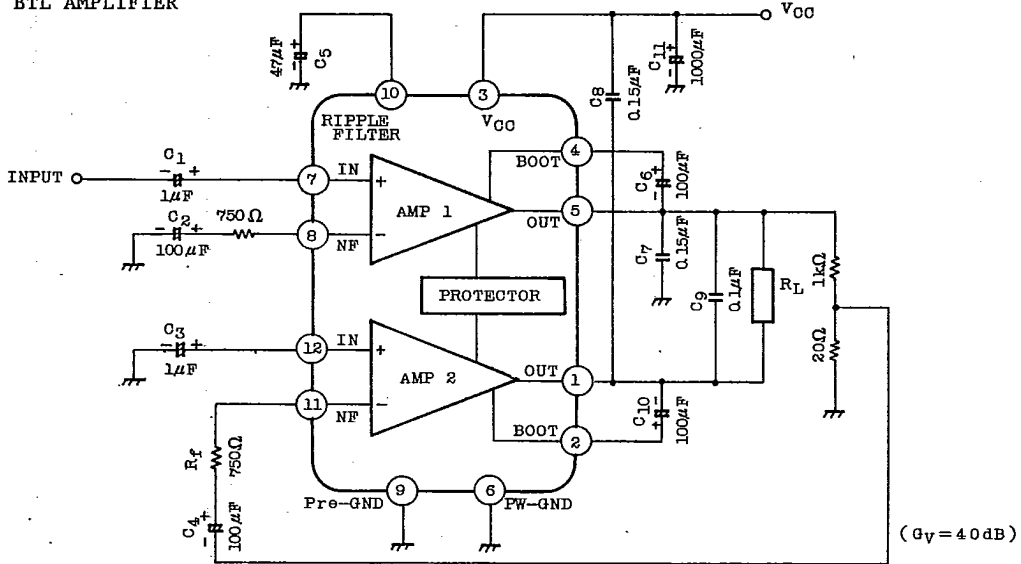 BTL AMPLIFIER
VCC
47μF
C5
C11
1000μF
C8
0.15μF
10
3
RIPPLE
FILTER
VCC
4
BOOT
C6
100μF
INPUT
C1
1μF
7
IN
AMP 1
OUT
5
C2
100μF
750Ω
8
NF
C7
0.15μF
C9
0.1μF
RL
1kΩ
PROTECTOR
C3
1μF
12
IN
AMP 2
OUT
1
20Ω
11
NF
BOOT
2
C10
100μF
Rf
750Ω
C4
100μF
Pre-GND
9
6
PW-GND
(GV=40dB)